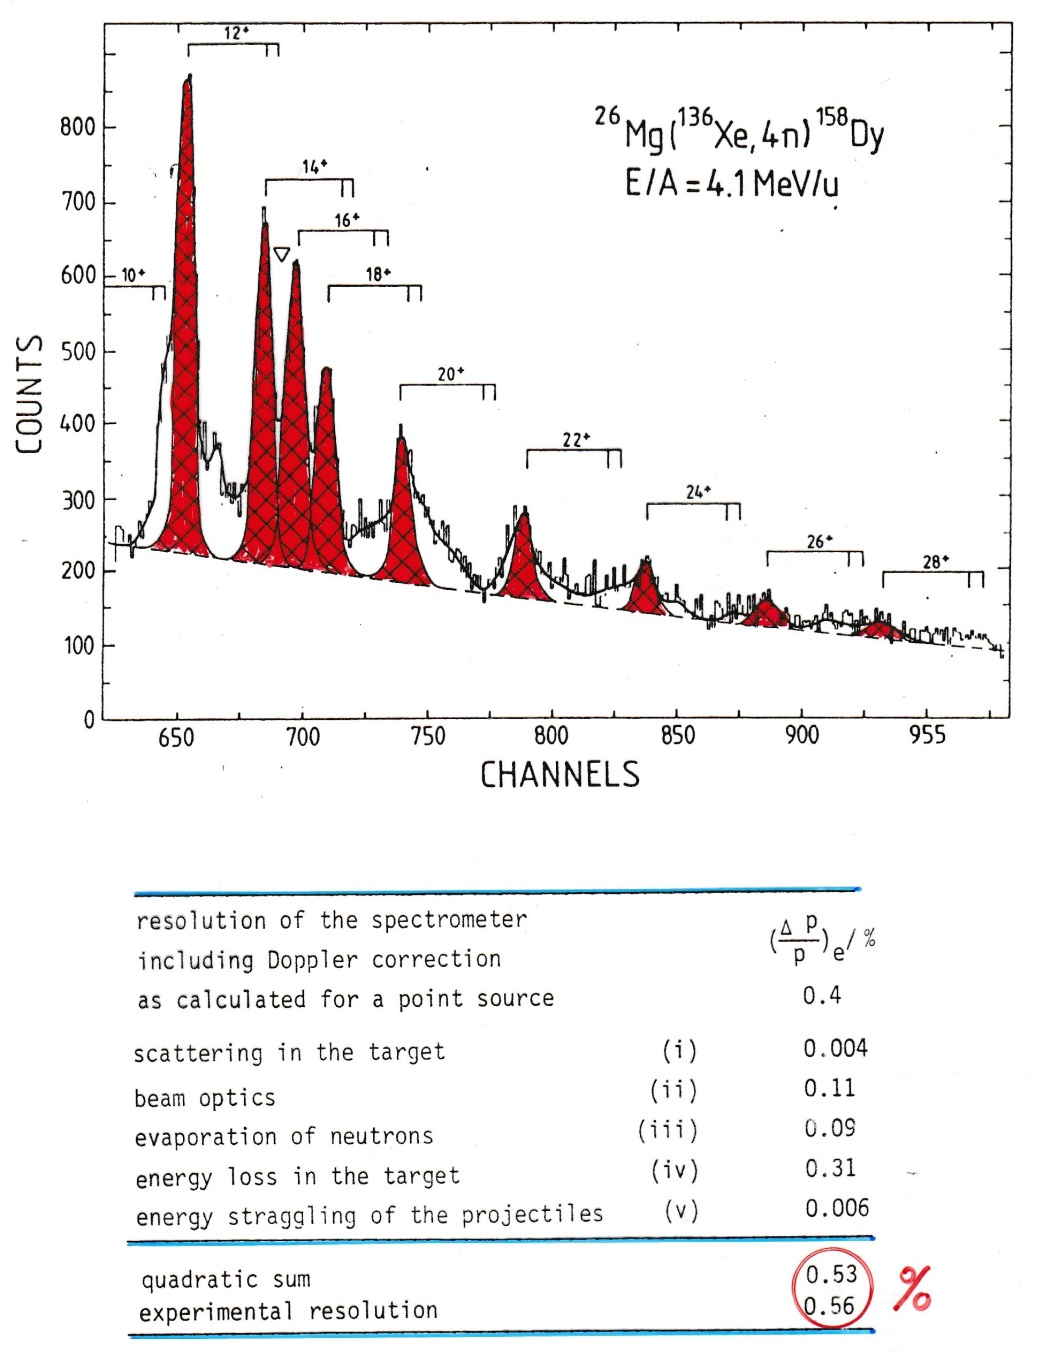 12+
²⁶Mg(¹³⁶Xe,4n)¹⁵⁸Dy
E/A = 4.1 MeV/u
14+
16+
10+
18+
20+
22+
24+
26+
28+
COUNTS
800
700
600
500
400
300
200
100
0
650 700 750 800 850 900 955
CHANNELS
resolution of the spectrometer
including Doppler correction
(Δ p / p)e / %
as calculated for a point source 0.4
scattering in the target (i) 0.004
beam optics (ii) 0.11
evaporation of neutrons (iii) 0.09
energy loss in the target (iv) 0.31
energy straggling of the projectiles (v) 0.006
quadratic sum 0.53
experimental resolution 0.56
%